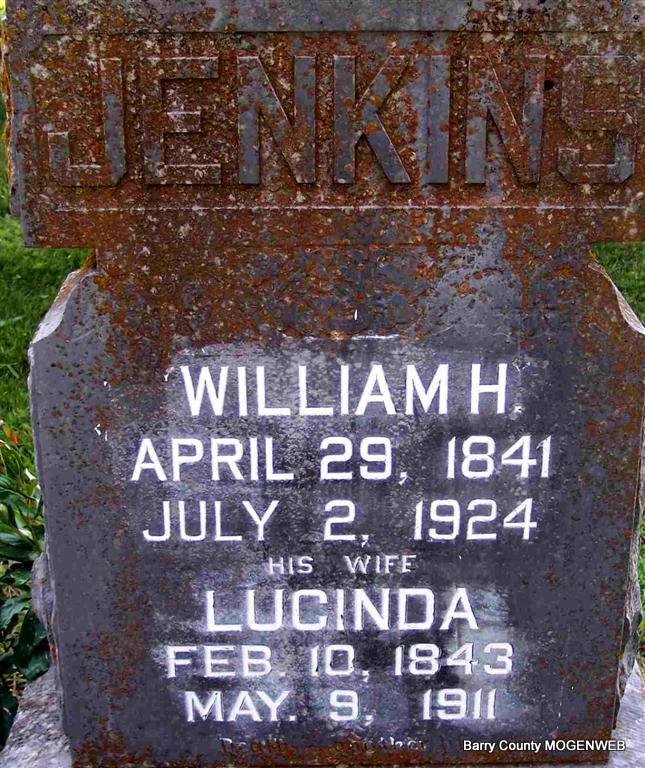 JENKINS
WILLIAM H.
APRIL 29, 1841
JULY 2, 1924
HIS WIFE
LUCINDA
FEB. 10, 1843
MAY. 9, 1911
Barry County MOGENWEB